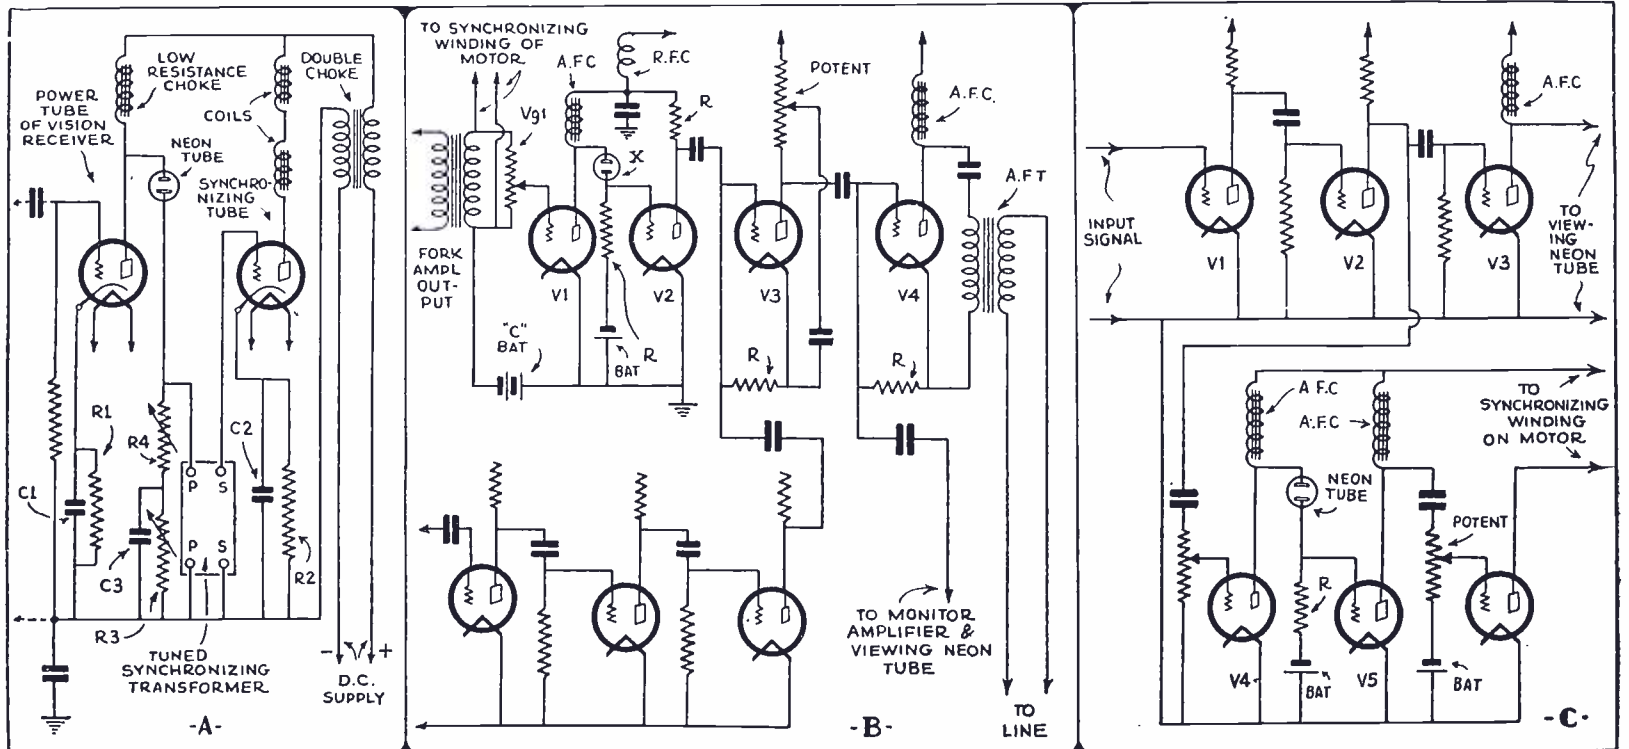 LOW
RESISTANCE
CHOKE
DOUBLE
CHOKE
POWER
TUBE
OF VISION
RECEIVER
COILS
NEON
TUBE
SYNCHRO-
NIZING
TUBE
R1
R4
C2
C1
P S
P S
C3
R2
R3
TUNED
SYNCHRONIZING
TRANSFORMER
- +
D.C.
SUPPLY
-A-
TO SYNCHRONIZING
WINDING OF
MOTOR
A.F.C
R.F.C
Vg1
R
X
POTENT
A.F.C.
A.F.T
FORK
AMPL
OUT-
PUT
V1
V2
V3
V4
"C"
BAT
BAT
R
R
R
TO MONITOR
AMPLIFIER &
VIEWING NEON
TUBE
TO
LINE
-B-
A.F.C
INPUT
SIGNAL
V1
V2
V3
TO
VIEW-
ING
NEON
TUBE
A.F.C
A.F.C
TO
SYNCHRONIZING
WINDING
ON MOTOR
NEON
TUBE
POTENT
R
V4
BAT
V5
BAT
-C-